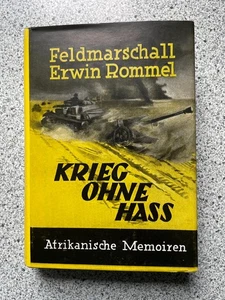 Feldmarschall
Erwin Rommel
KRIEG
OHNE
HASS
Afrikanische Memoiren